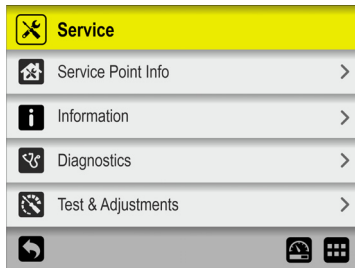 Service
Service Point Info
Information
Diagnostics
Test & Adjustments